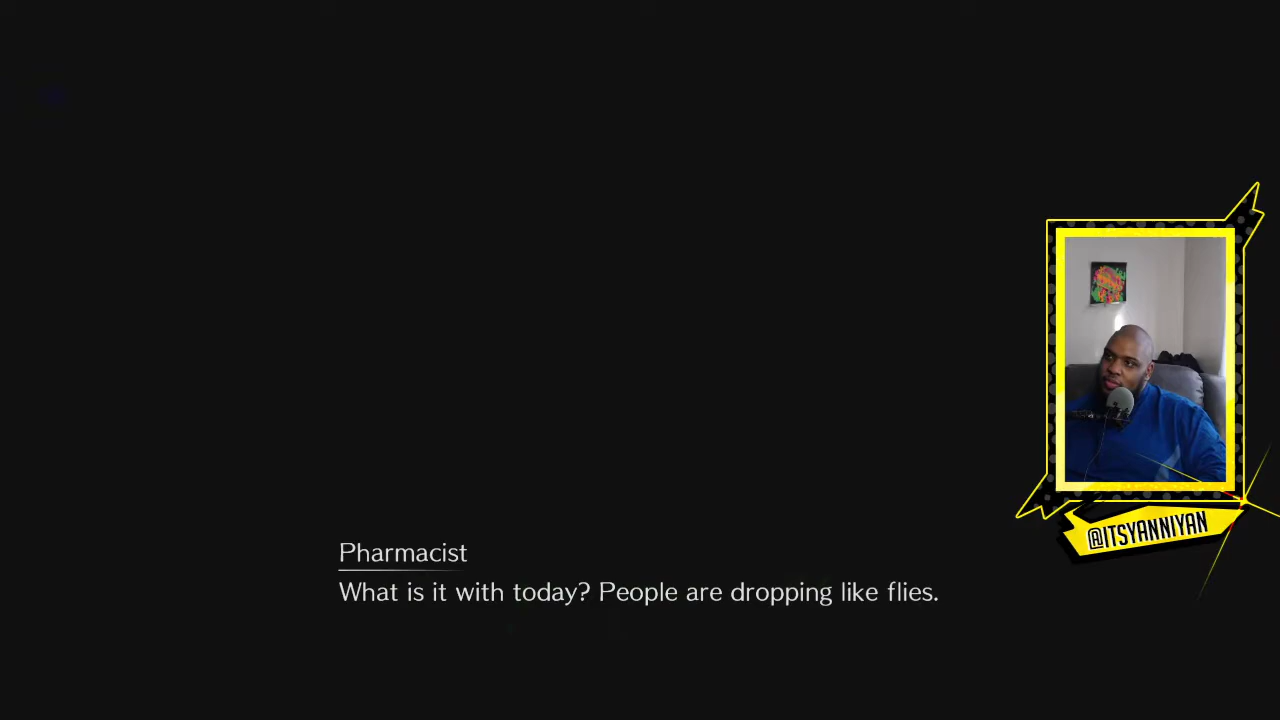 Pharmacist
What is it with today? People are dropping like flies.
@ITSYANNIYAN